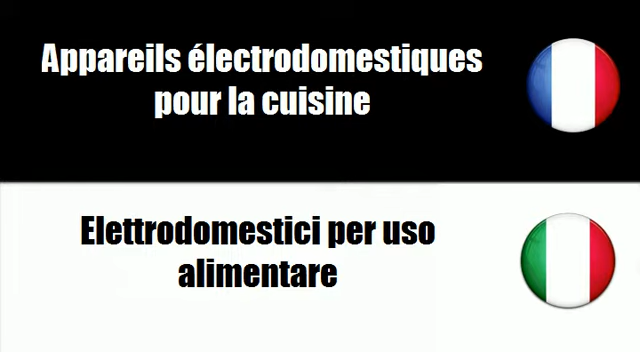 Appareils électrodomestiques
pour la cuisine
Elettrodomestici per uso
alimentare